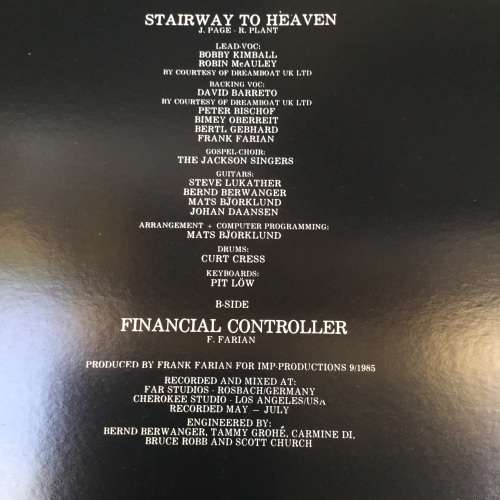 STAIRWAY TO HEAVEN
J. PAGE · R. PLANT
LEAD-VOC:
BOBBY KIMBALL
ROBIN McAULEY
BY COURTESY OF DREAMBOAT UK LTD
BACKING VOC:
DAVID BARRETO
BY COURTESY OF DREAMBOAT UK LTD
PETER BISCHOF
BIMEY OBERREIT
BERTL GEBHARD
FRANK FARIAN
GOSPEL-CHOIR:
THE JACKSON SINGERS
GUITARS:
STEVE LUKATHER
BERND BERWANGER
MATS BJORKLUND
JOHAN DAANSEN
ARRANGEMENT + COMPUTER PROGRAMMING:
MATS BJORKLUND
DRUMS:
CURT CRESS
KEYBOARDS:
PIT LÖW
B-SIDE
FINANCIAL CONTROLLER
F. FARIAN
PRODUCED BY FRANK FARIAN FOR IMP-PRODUCTIONS 9/1985
RECORDED AND MIXED AT:
FAR STUDIOS · ROSBACH/GERMANY
CHEROKEE STUDIO · LOS ANGELES/USA
RECORDED MAY — JULY
ENGINEERED BY:
BERND BERWANGER, TAMMY GROHÉ, CARMINE DI,
BRUCE ROBB AND SCOTT CHURCH